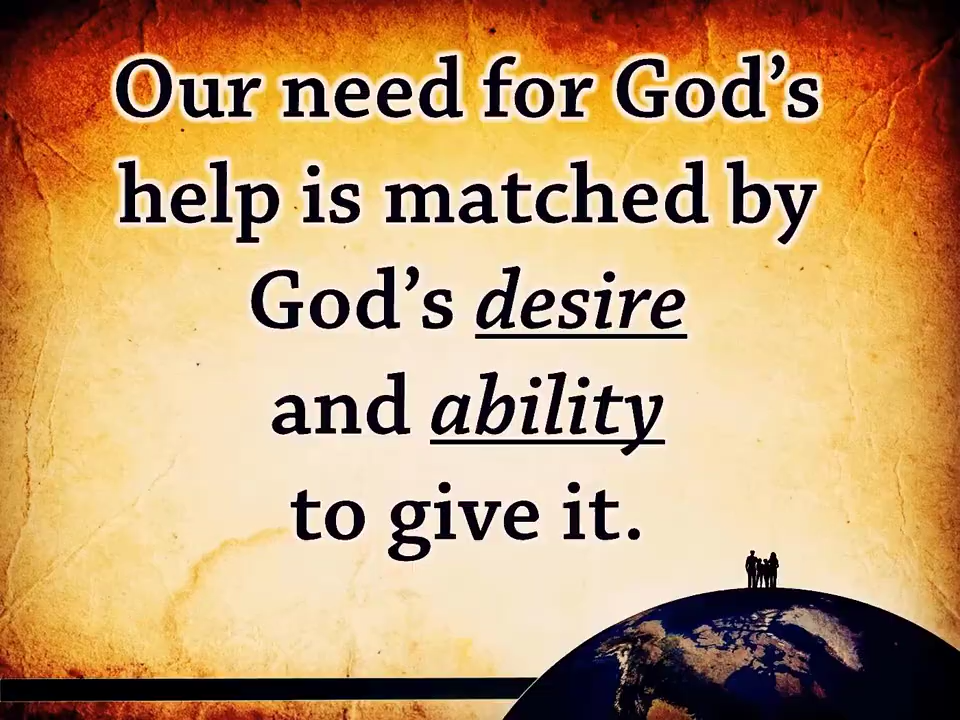 Our need for God’s
help is matched by
God’s desire
and ability
to give it.